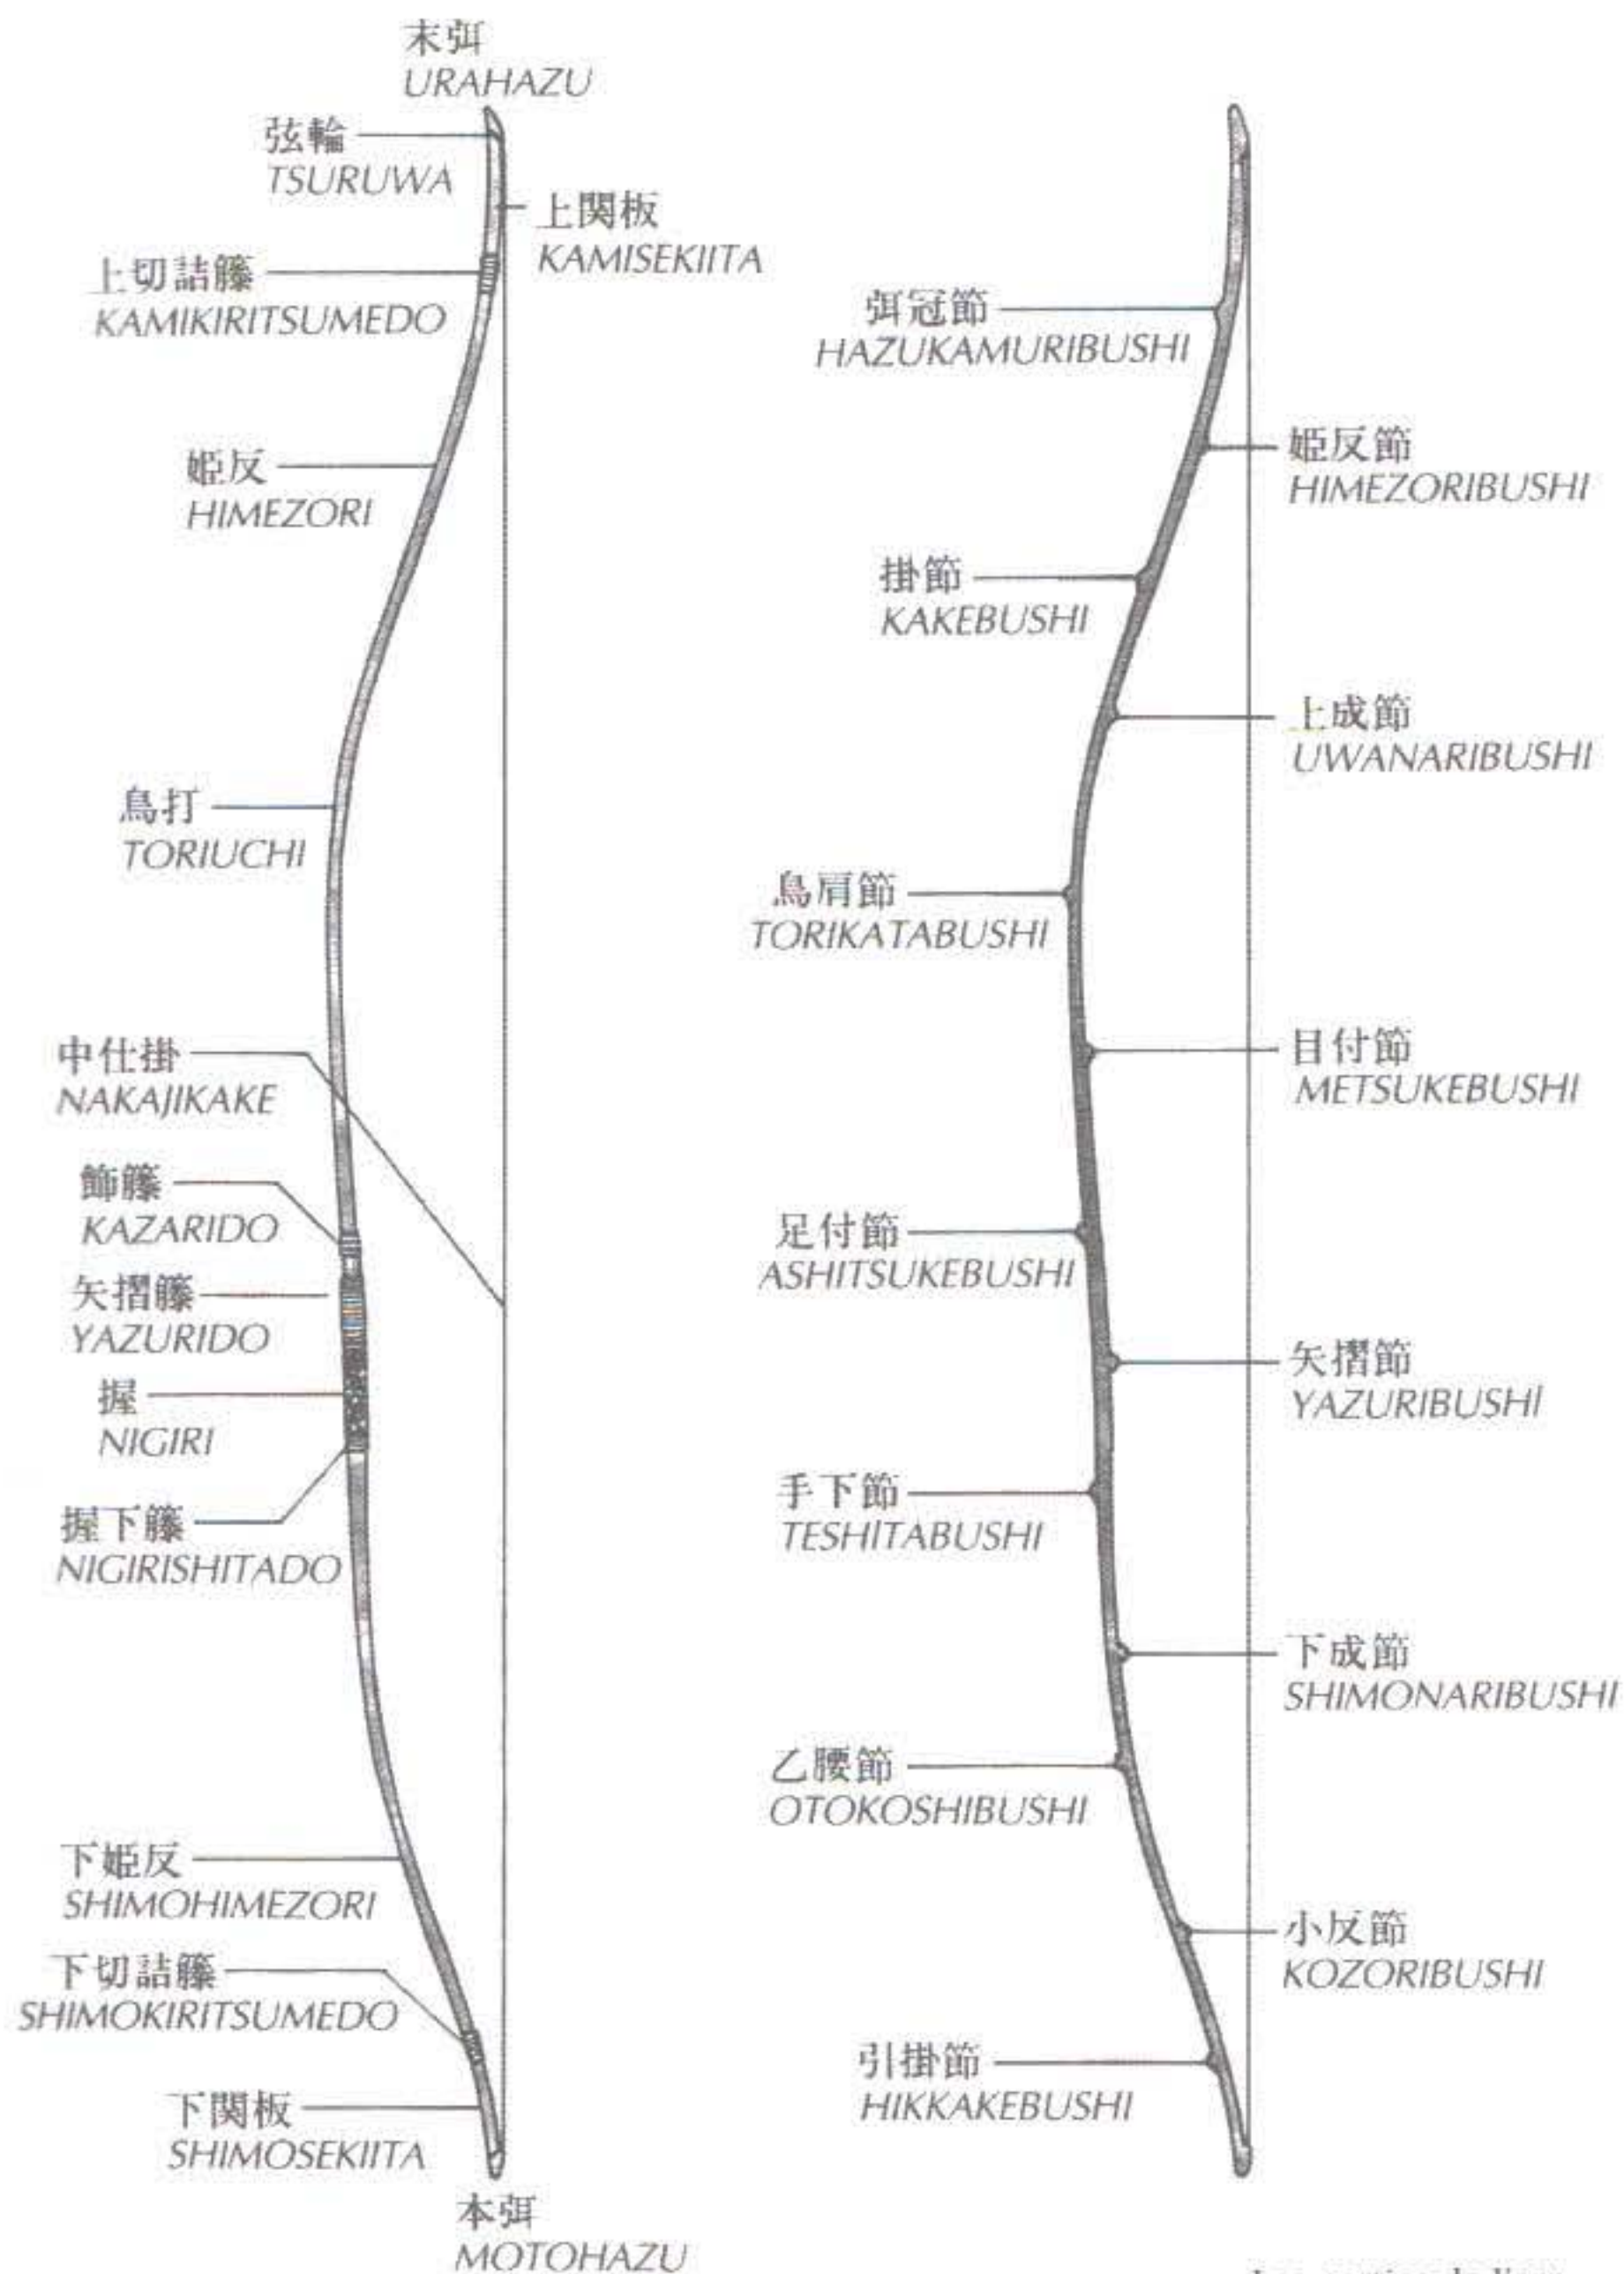 末弭
URAHAZU
弦輪
TSURUWA
上関板
KAMISEKIITA
上切詰籐
KAMIKIRITSUMEDO
姫反
HIMEZORI
鳥打
TORIUCHI
中仕掛
NAKAJIKAKE
飾籐
KAZARIDO
矢摺籐
YAZURIDO
握
NIGIRI
握下籐
NIGIRISHITADO
下姫反
SHIMOHIMEZORI
下切詰籐
SHIMOKIRITSUMEDO
下関板
SHIMOSEKIITA
本弭
MOTOHAZU
弭冠節
HAZUKAMURIBUSHI
姫反節
HIMEZORIBUSHI
掛節
KAKEBUSHI
上成節
UWANARIBUSHI
鳥肩節
TORIKATABUSHI
目付節
METSUKEBUSHI
足付節
ASHITSUKEBUSHI
矢摺節
YAZURIBUSHI
手下節
TESHITABUSHI
下成節
SHIMONARIBUSHI
乙腰節
OTOKOSHIBUSHI
小反節
KOZORIBUSHI
引掛節
HIKKAKEBUSHI